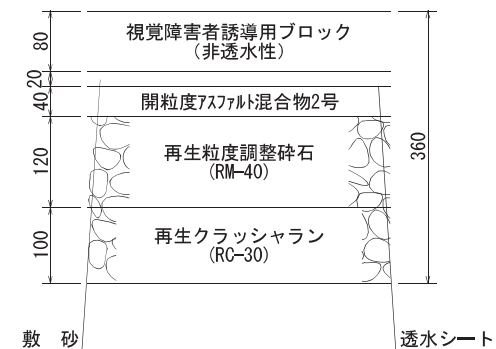 視覚障害者誘導用ブロック
(非透水性)
80
20
開粒度ｱｽﾌｧﾙﾄ混合物2号
40
360
再生粒度調整砕石
(RM-40)
120
再生クラッシャラン
(RC-30)
100
敷 砂
透水シート